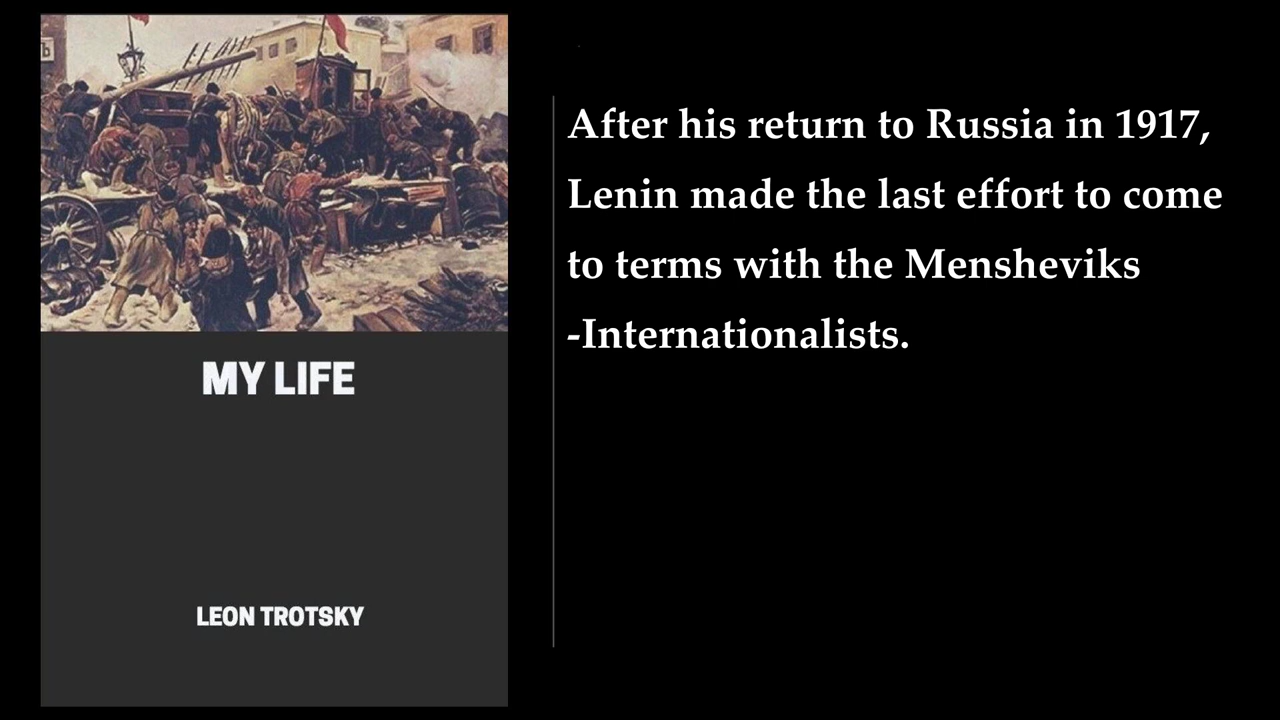 MY LIFE
LEON TROTSKY
After his return to Russia in 1917,
Lenin made the last effort to come
to terms with the Mensheviks
-Internationalists.